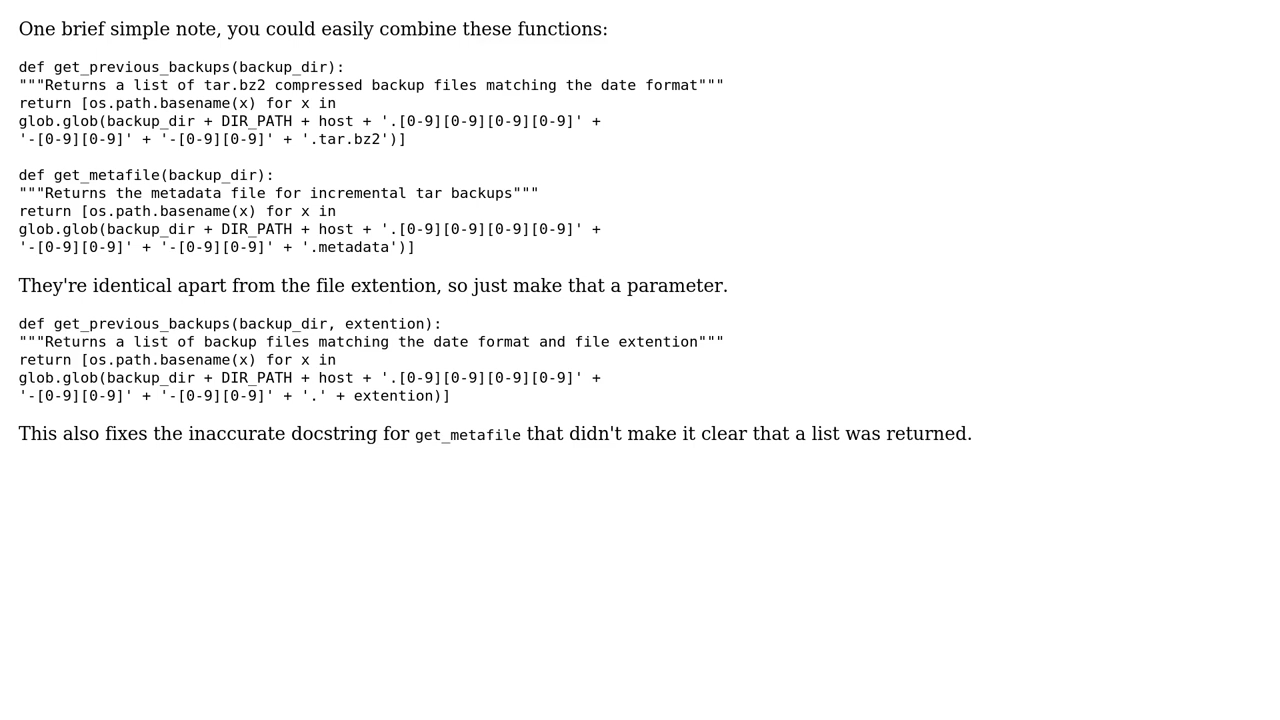 One brief simple note, you could easily combine these functions:
def get_previous_backups(backup_dir):
"""Returns a list of tar.bz2 compressed backup files matching the date format"""
return [os.path.basename(x) for x in
glob.glob(backup_dir + DIR_PATH + host + '.[0-9][0-9][0-9][0-9]' +
'-[0-9][0-9]' + '-[0-9][0-9]' + '.tar.bz2')]
def get_metafile(backup_dir):
"""Returns the metadata file for incremental tar backups"""
return [os.path.basename(x) for x in
glob.glob(backup_dir + DIR_PATH + host + '.[0-9][0-9][0-9][0-9]' +
'-[0-9][0-9]' + '-[0-9][0-9]' + '.metadata')]
They're identical apart from the file extention, so just make that a parameter.
def get_previous_backups(backup_dir, extention):
"""Returns a list of backup files matching the date format and file extention"""
return [os.path.basename(x) for x in
glob.glob(backup_dir + DIR_PATH + host + '.[0-9][0-9][0-9][0-9]' +
'-[0-9][0-9]' + '-[0-9][0-9]' + '.' + extention)]
This also fixes the inaccurate docstring for get_metafile that didn't make it clear that a list was returned.